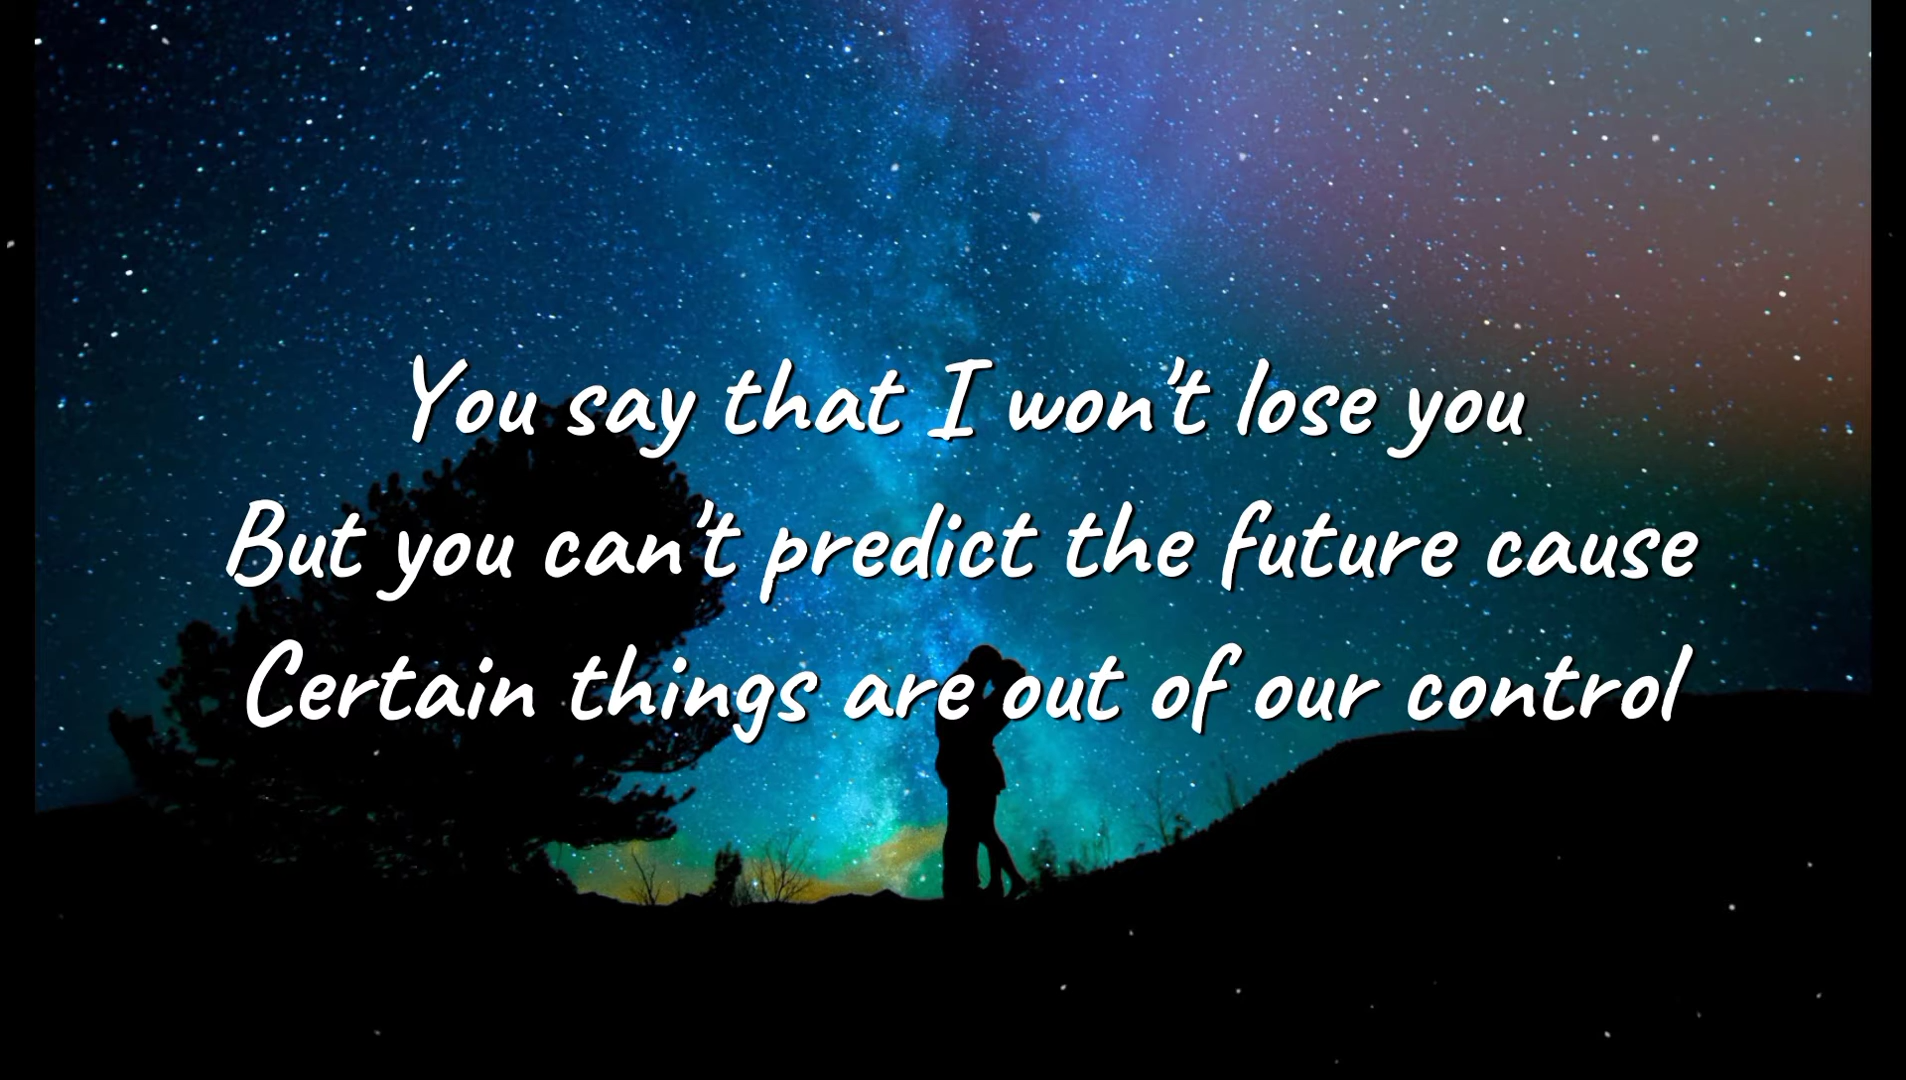 You say that I won't lose you
But you can't predict the future cause
Certain things are out of our control